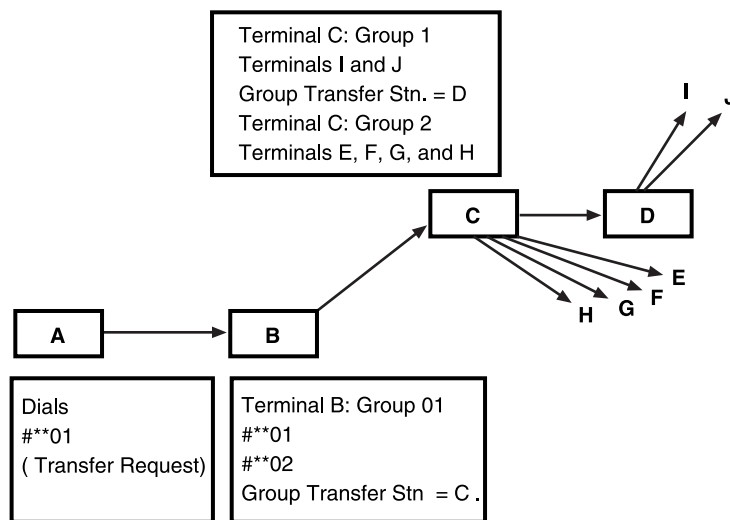 Terminal C: Group 1
Terminals I and J
Group Transfer Stn. = D
Terminal C: Group 2
Terminals E, F, G, and H
I
J
C
D
E
F
G
H
A
B
Dials
#**01
( Transfer Request)
Terminal B: Group 01
#**01
#**02
Group Transfer Stn = C .